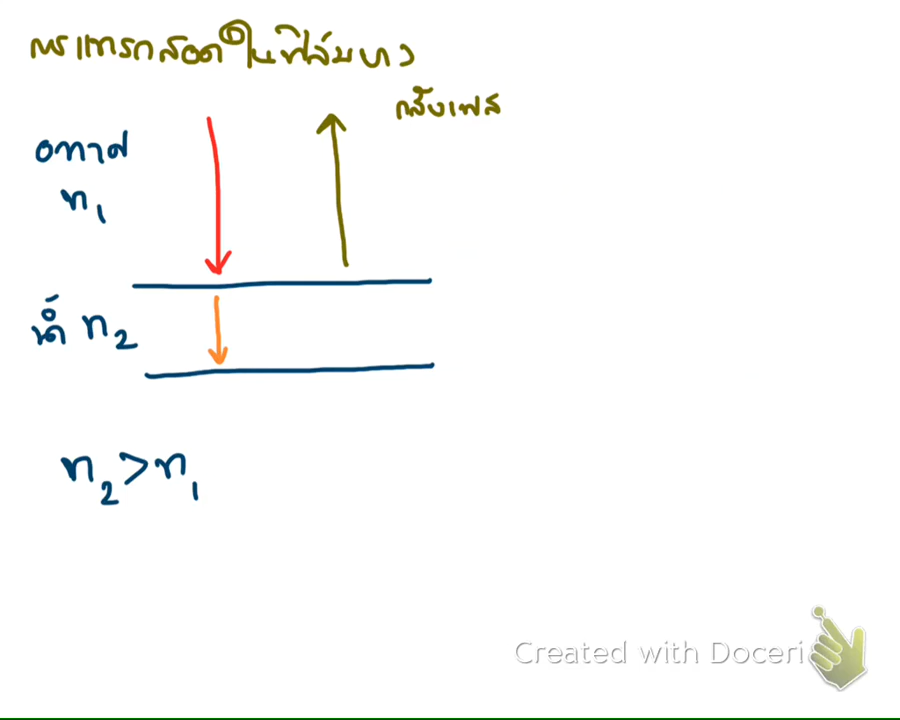 การแทรกสอดในฟิล์มบาง
กลับเฟส
อากาศ
n₁
น้ำ n₂
n₂>n₁
Created with Doceri